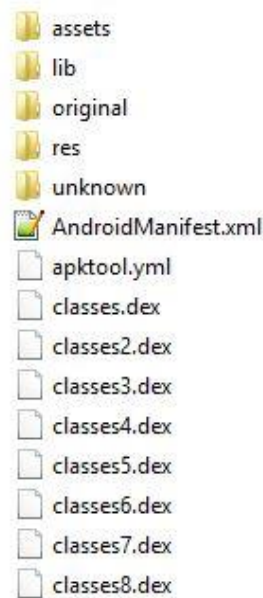 assets
lib
original
res
unknown
AndroidManifest.xml
apktool.yml
classes.dex
classes2.dex
classes3.dex
classes4.dex
classes5.dex
classes6.dex
classes7.dex
classes8.dex